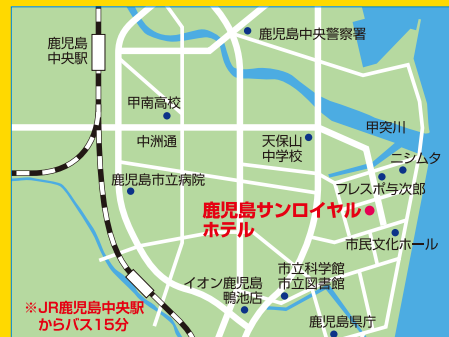 鹿児島
中央駅
鹿児島中央警察署
甲南高校
中洲通
天保山
中学校
甲突川
ニシムタ
鹿児島市立病院
フレスポ与次郎
鹿児島サンロイヤル
ホテル
市民文化ホール
市立科学館
市立図書館
イオン鹿児島
鴨池店
※JR鹿児島中央駅
からバス15分
鹿児島県庁